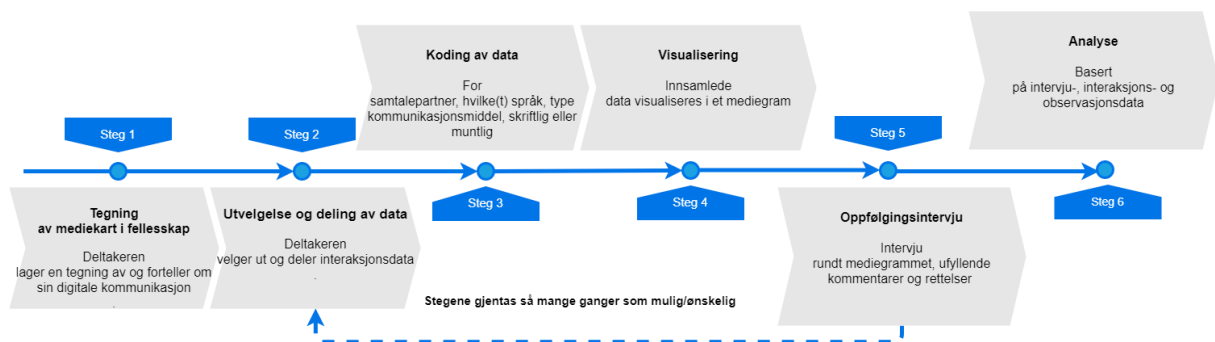 Koding av data
For
samtalepartner, hvilke(t) språk, type
kommunikasjonsmiddel, skriftlig eller
muntlig
Visualisering
Innsamlede
data visualiseres i et mediegram
Analyse
Basert
på intervju-, interaksjons- og
observasjonsdata
Steg 1
Steg 2
Steg 5
Steg 3
Steg 4
Steg 6
Tegning
av mediekart i fellesskap
Deltakeren
lager en tegning av og forteller om
sin digitale kommunikasjon
.
Utvelgelse og deling av data
Deltakeren
velger ut og deler interaksjonsdata
.
Oppfølgingsintervju
Intervju
rundt mediegrammet, ufyllende
kommentarer og rettelser
Stegene gjentas så mange ganger som mulig/ønskelig